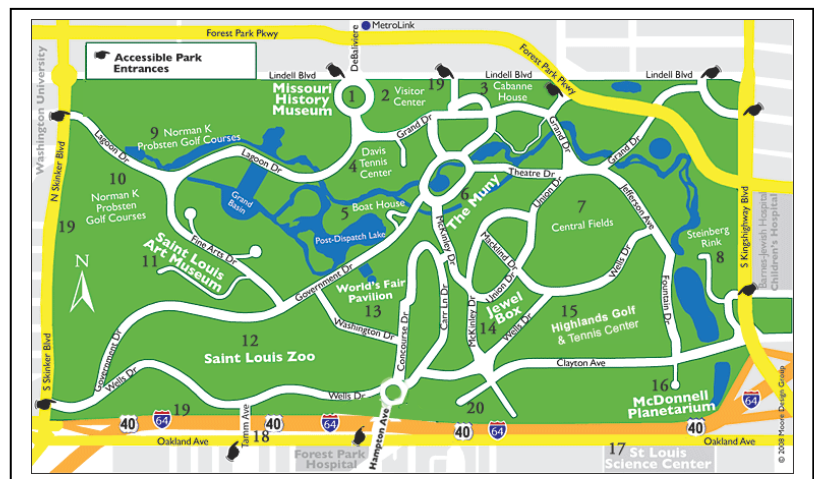 MetroLink
Forest Park Pkwy
DeBaliviere
Accessible Park
Entrances
Washington University
Lindell Blvd
Missouri
History
Museum
1
2
Visitor
Center
19
3
Lindell Blvd
Cabanne
House
Forest Park Pkwy
Lindell Blvd
N Skinker Blvd
Lagoon Dr
9
Norman K
Probsten Golf Courses
Grand Dr
Grand Dr
Grand Dr
4
Davis
Tennis
Center
Lagoon Dr
10
Norman K
Probsten
Golf Courses
Grand
Basin
5
Boat House
6
The Muny
Theatre Dr
Union Dr
Jefferson Ave
7
Central Fields
Steinberg
Rink
8
S Kingshighway Blvd
Barnes-Jewish Hospital
Children's Hospital
19
N
Saint Louis
Art Museum
Fine Arts Dr
11
Post-Dispatch Lake
McKinley Dr
Mackind Dr
Union Dr
Wells Dr
Government Dr
World's Fair
Pavilion
13
Washington Dr
Concourse Dr
Carr Ln Dr
McKinley Dr
Jewel
Box
14
Wells Dr
15
Highlands Golf
& Tennis Center
Fountain Dr
S Skinker Blvd
Government Dr
Wells Dr
12
Saint Louis Zoo
Wells Dr
Clayton Ave
16
McDonnell
Planetarium
19
40
64
40
20
40
64
40
64
Oakland Ave
Tamm Ave
18
Forest Park
Hospital
Hampton Ave
17
St Louis
Science Center
Oakland Ave
© 2008 Moore Design Group